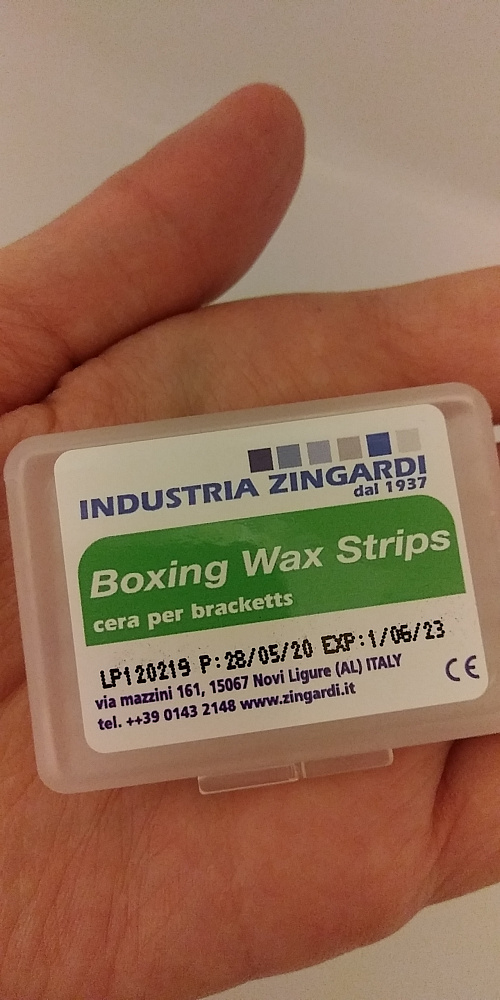 INDUSTRIA ZINGARDI
dal 1937
Boxing Wax Strips
cera per bracketts
LP120219 P:28/05/20 EXP:1/06/23
via mazzini 161, 15067 Novi Ligure (AL) ITALY
tel. ++39 0143 2148 www.zingardi.it
CE